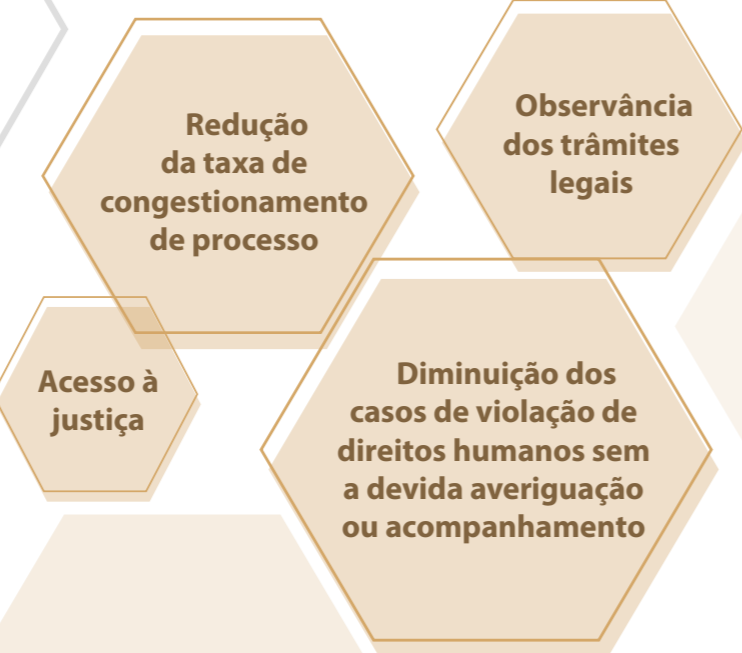 Redução
da taxa de
congestionamento
de processo
Observância
dos trâmites
legais
Acesso à
justiça
Diminuição dos
casos de violação de
direitos humanos sem
a devida averiguação
ou acompanhamento